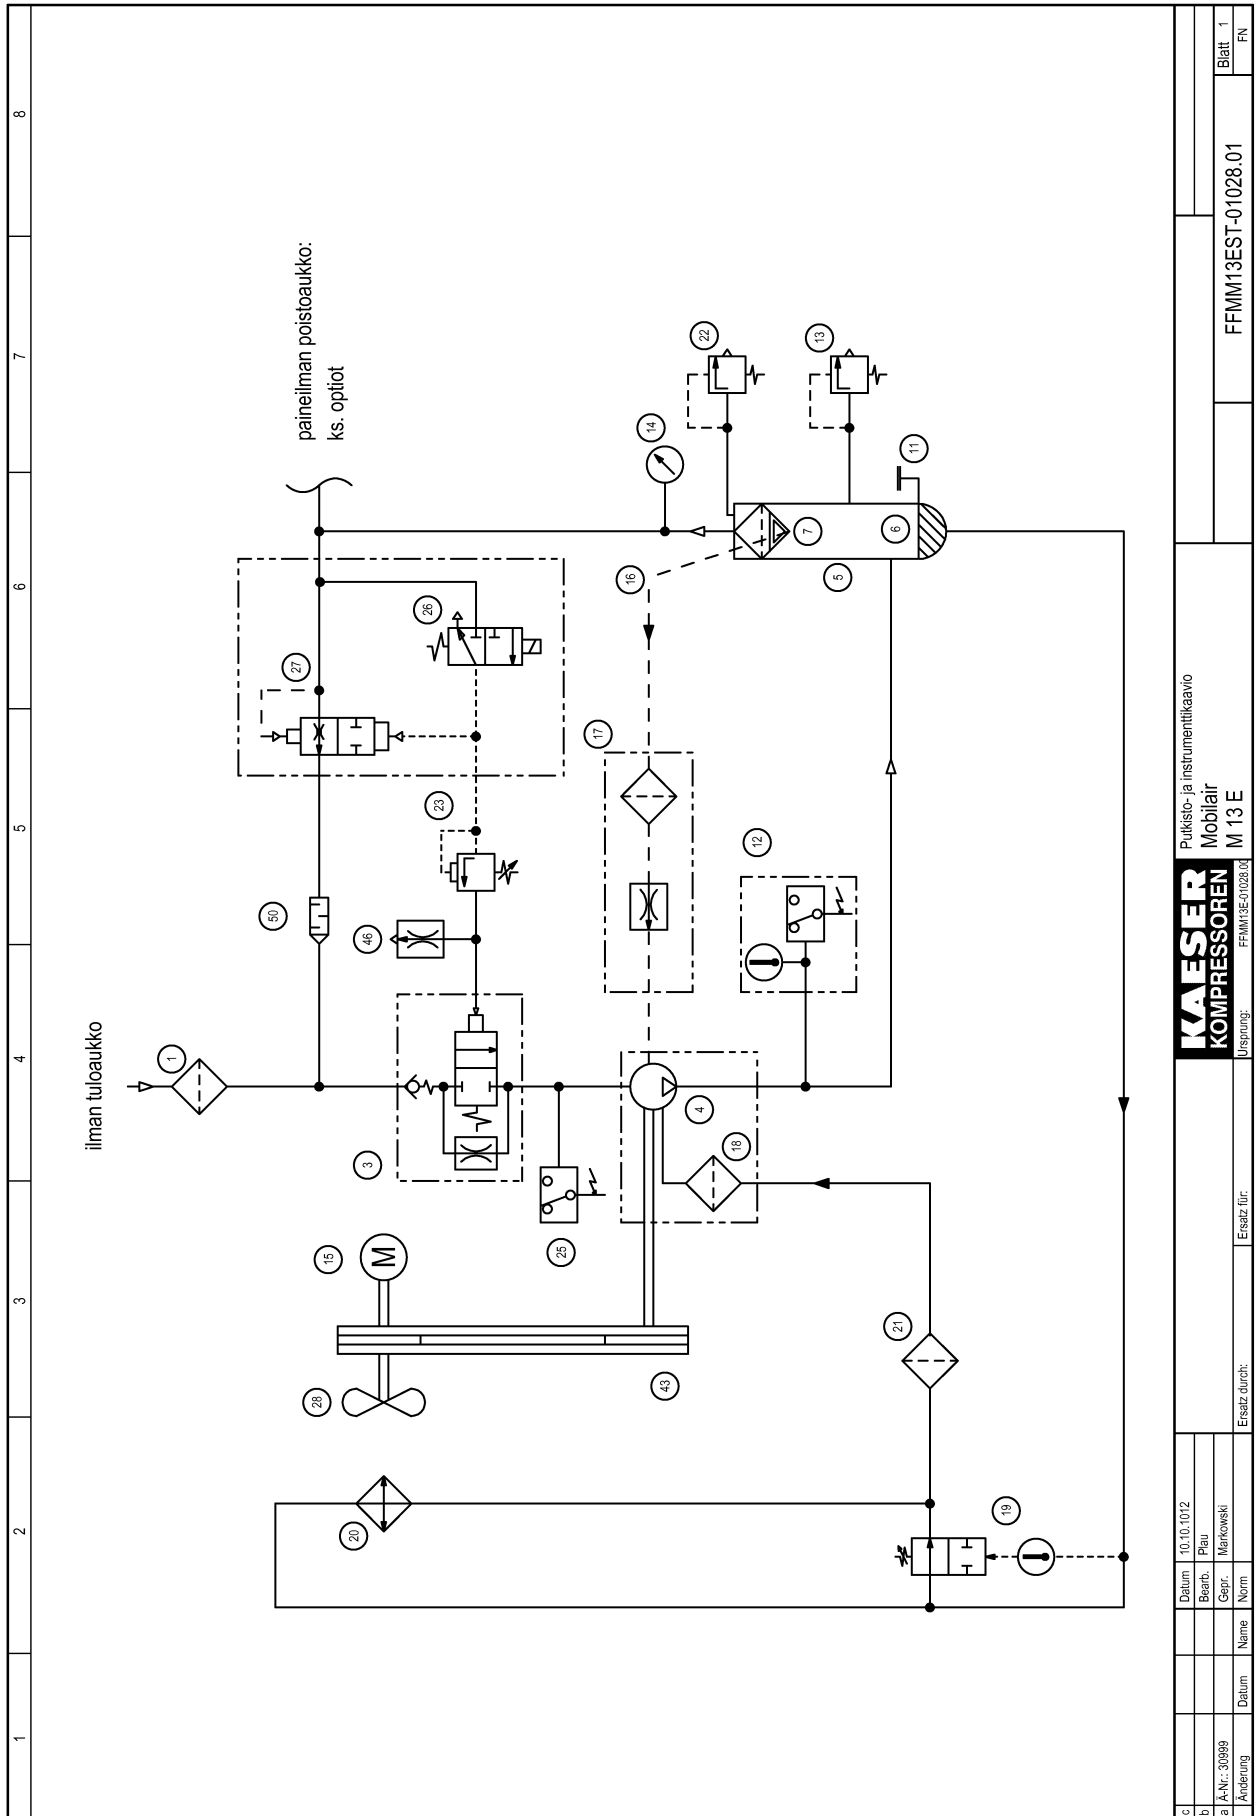 1
2
3
4
5
6
7
8
ilman tuloaukko
paineilman poistoaukko:
ks. optiot
1
3
15
28
20
50
46
27
23
26
25
4
18
43
17
16
12
14
22
13
7
6
5
11
21
19
M
c
b
a
Ä-Nr.: 30999
Änderung
Datum
Name
Datum
10.10.1012
Bearb.
Plau
Gepr.
Markowski
Norm
Ersatz durch:
Ersatz für:
Ursprung:
FFMM13E-01028.00
KAESER
KOMPRESSOREN
Putkisto- ja instrumenttikaavio
Mobilair
M 13 E
FFMM13EST-01028.01
Blatt 1
FN